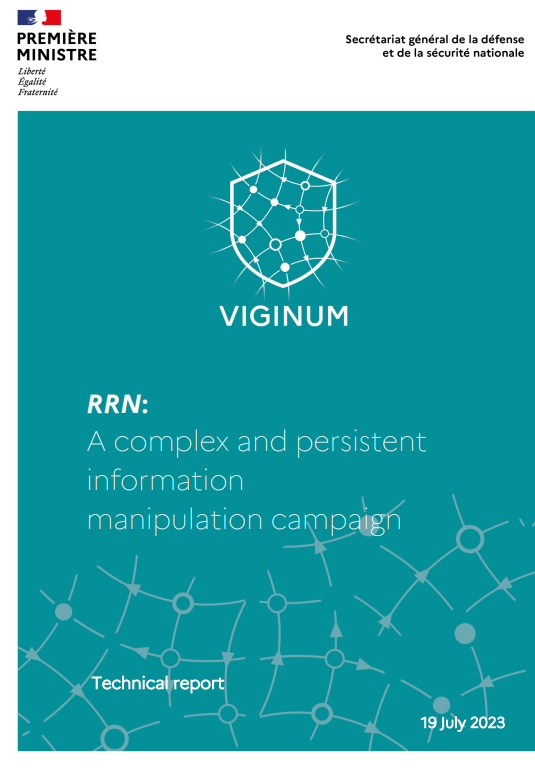 PREMIÈRE
MINISTRE
Liberté
Égalité
Fraternité
Secrétariat général de la défense
et de la sécurité nationale
VIGINUM
RRN:
A complex and persistent
information
manipulation campaign
Technical report
19 July 2023